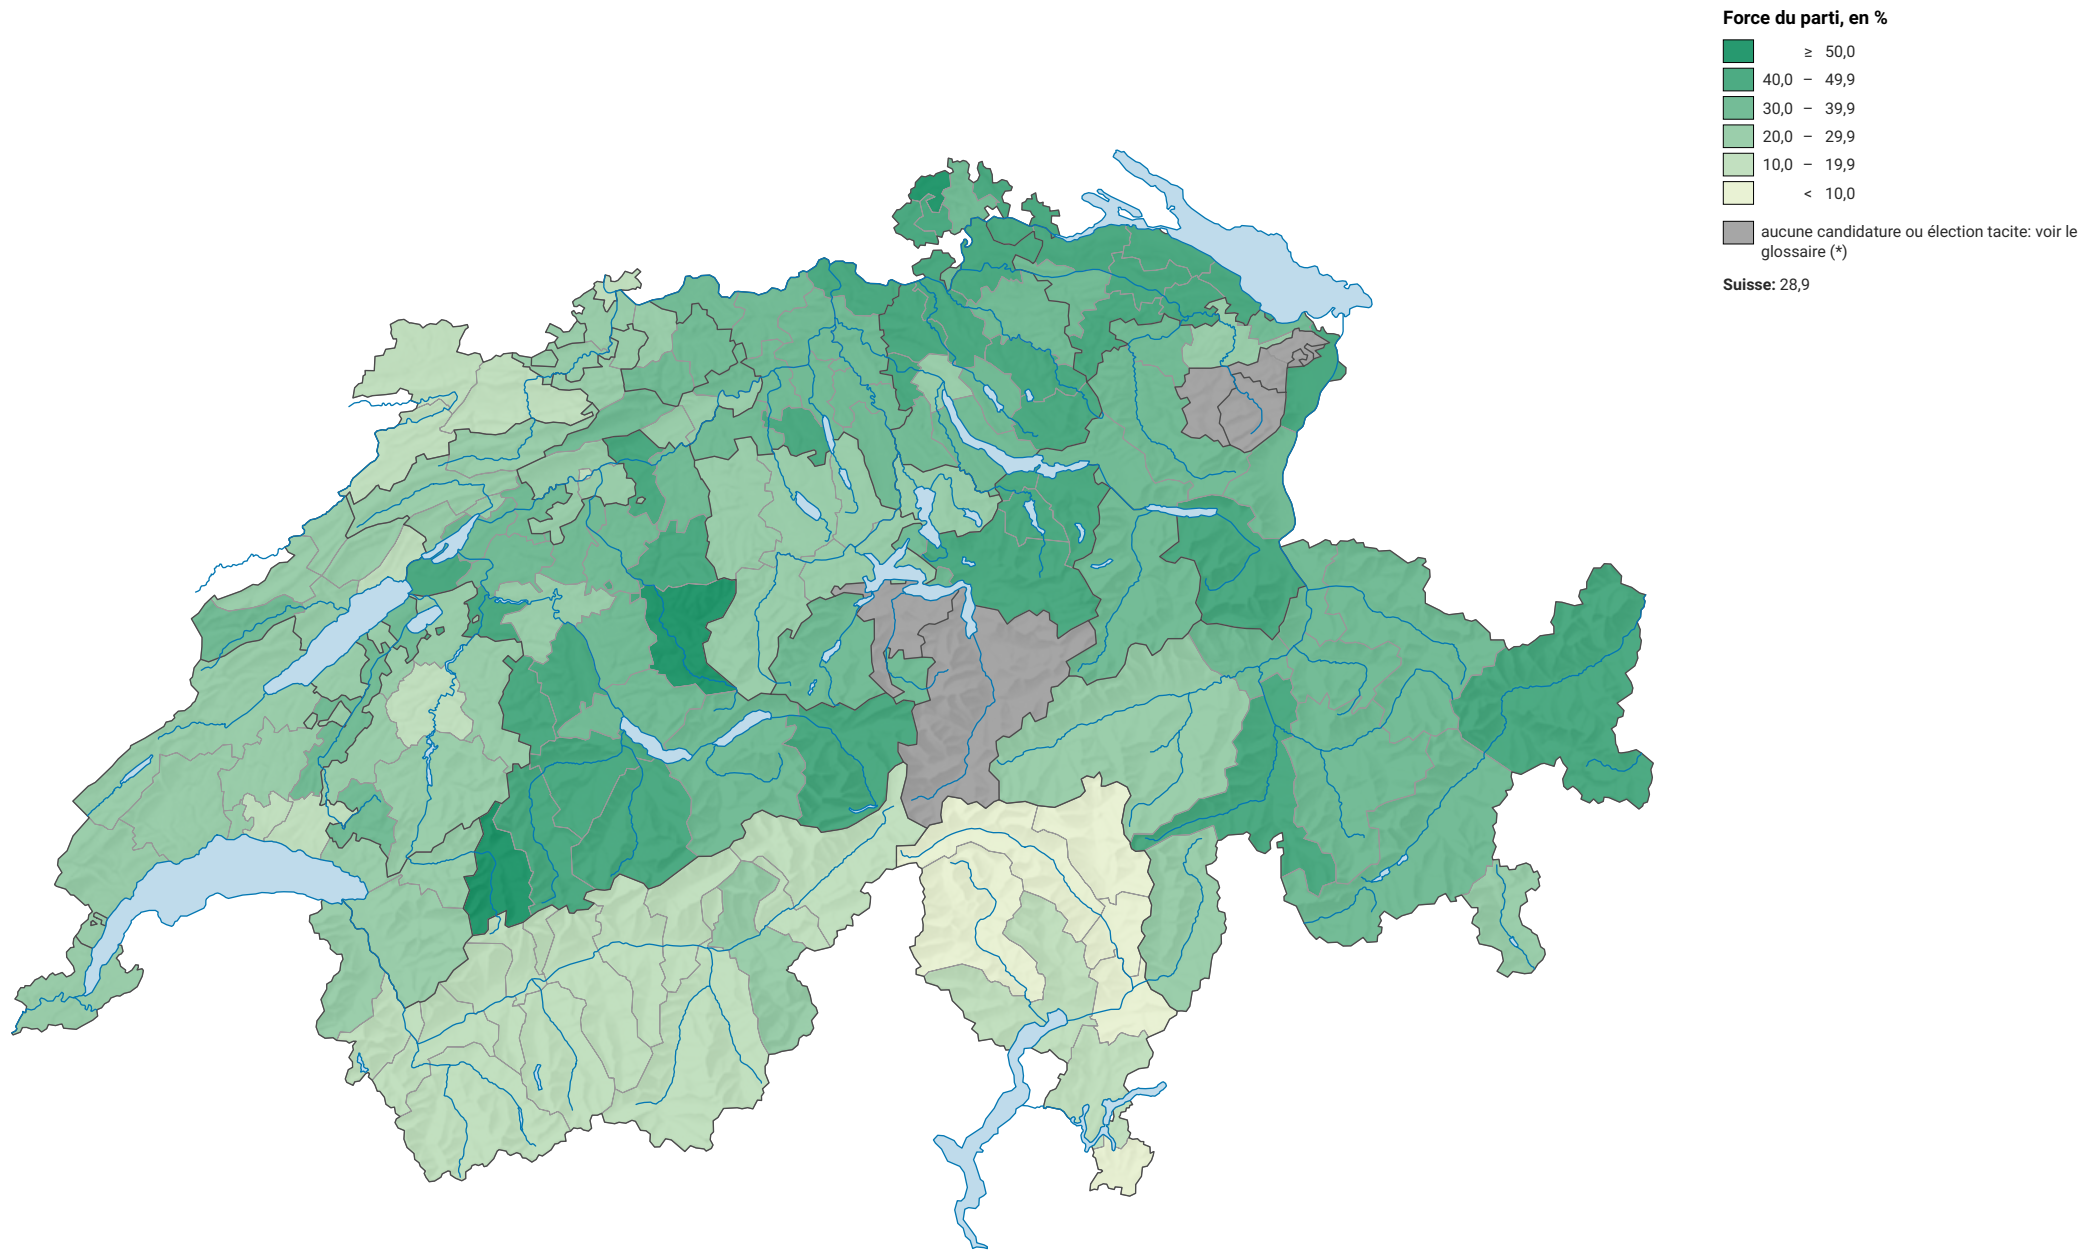 Force du parti, en %
≥ 50,0
40,0 – 49,9
30,0 – 39,9
20,0 – 29,9
10,0 – 19,9
< 10,0
aucune candidature ou élection tacite: voir le
glossaire (*)
Suisse: 28,9